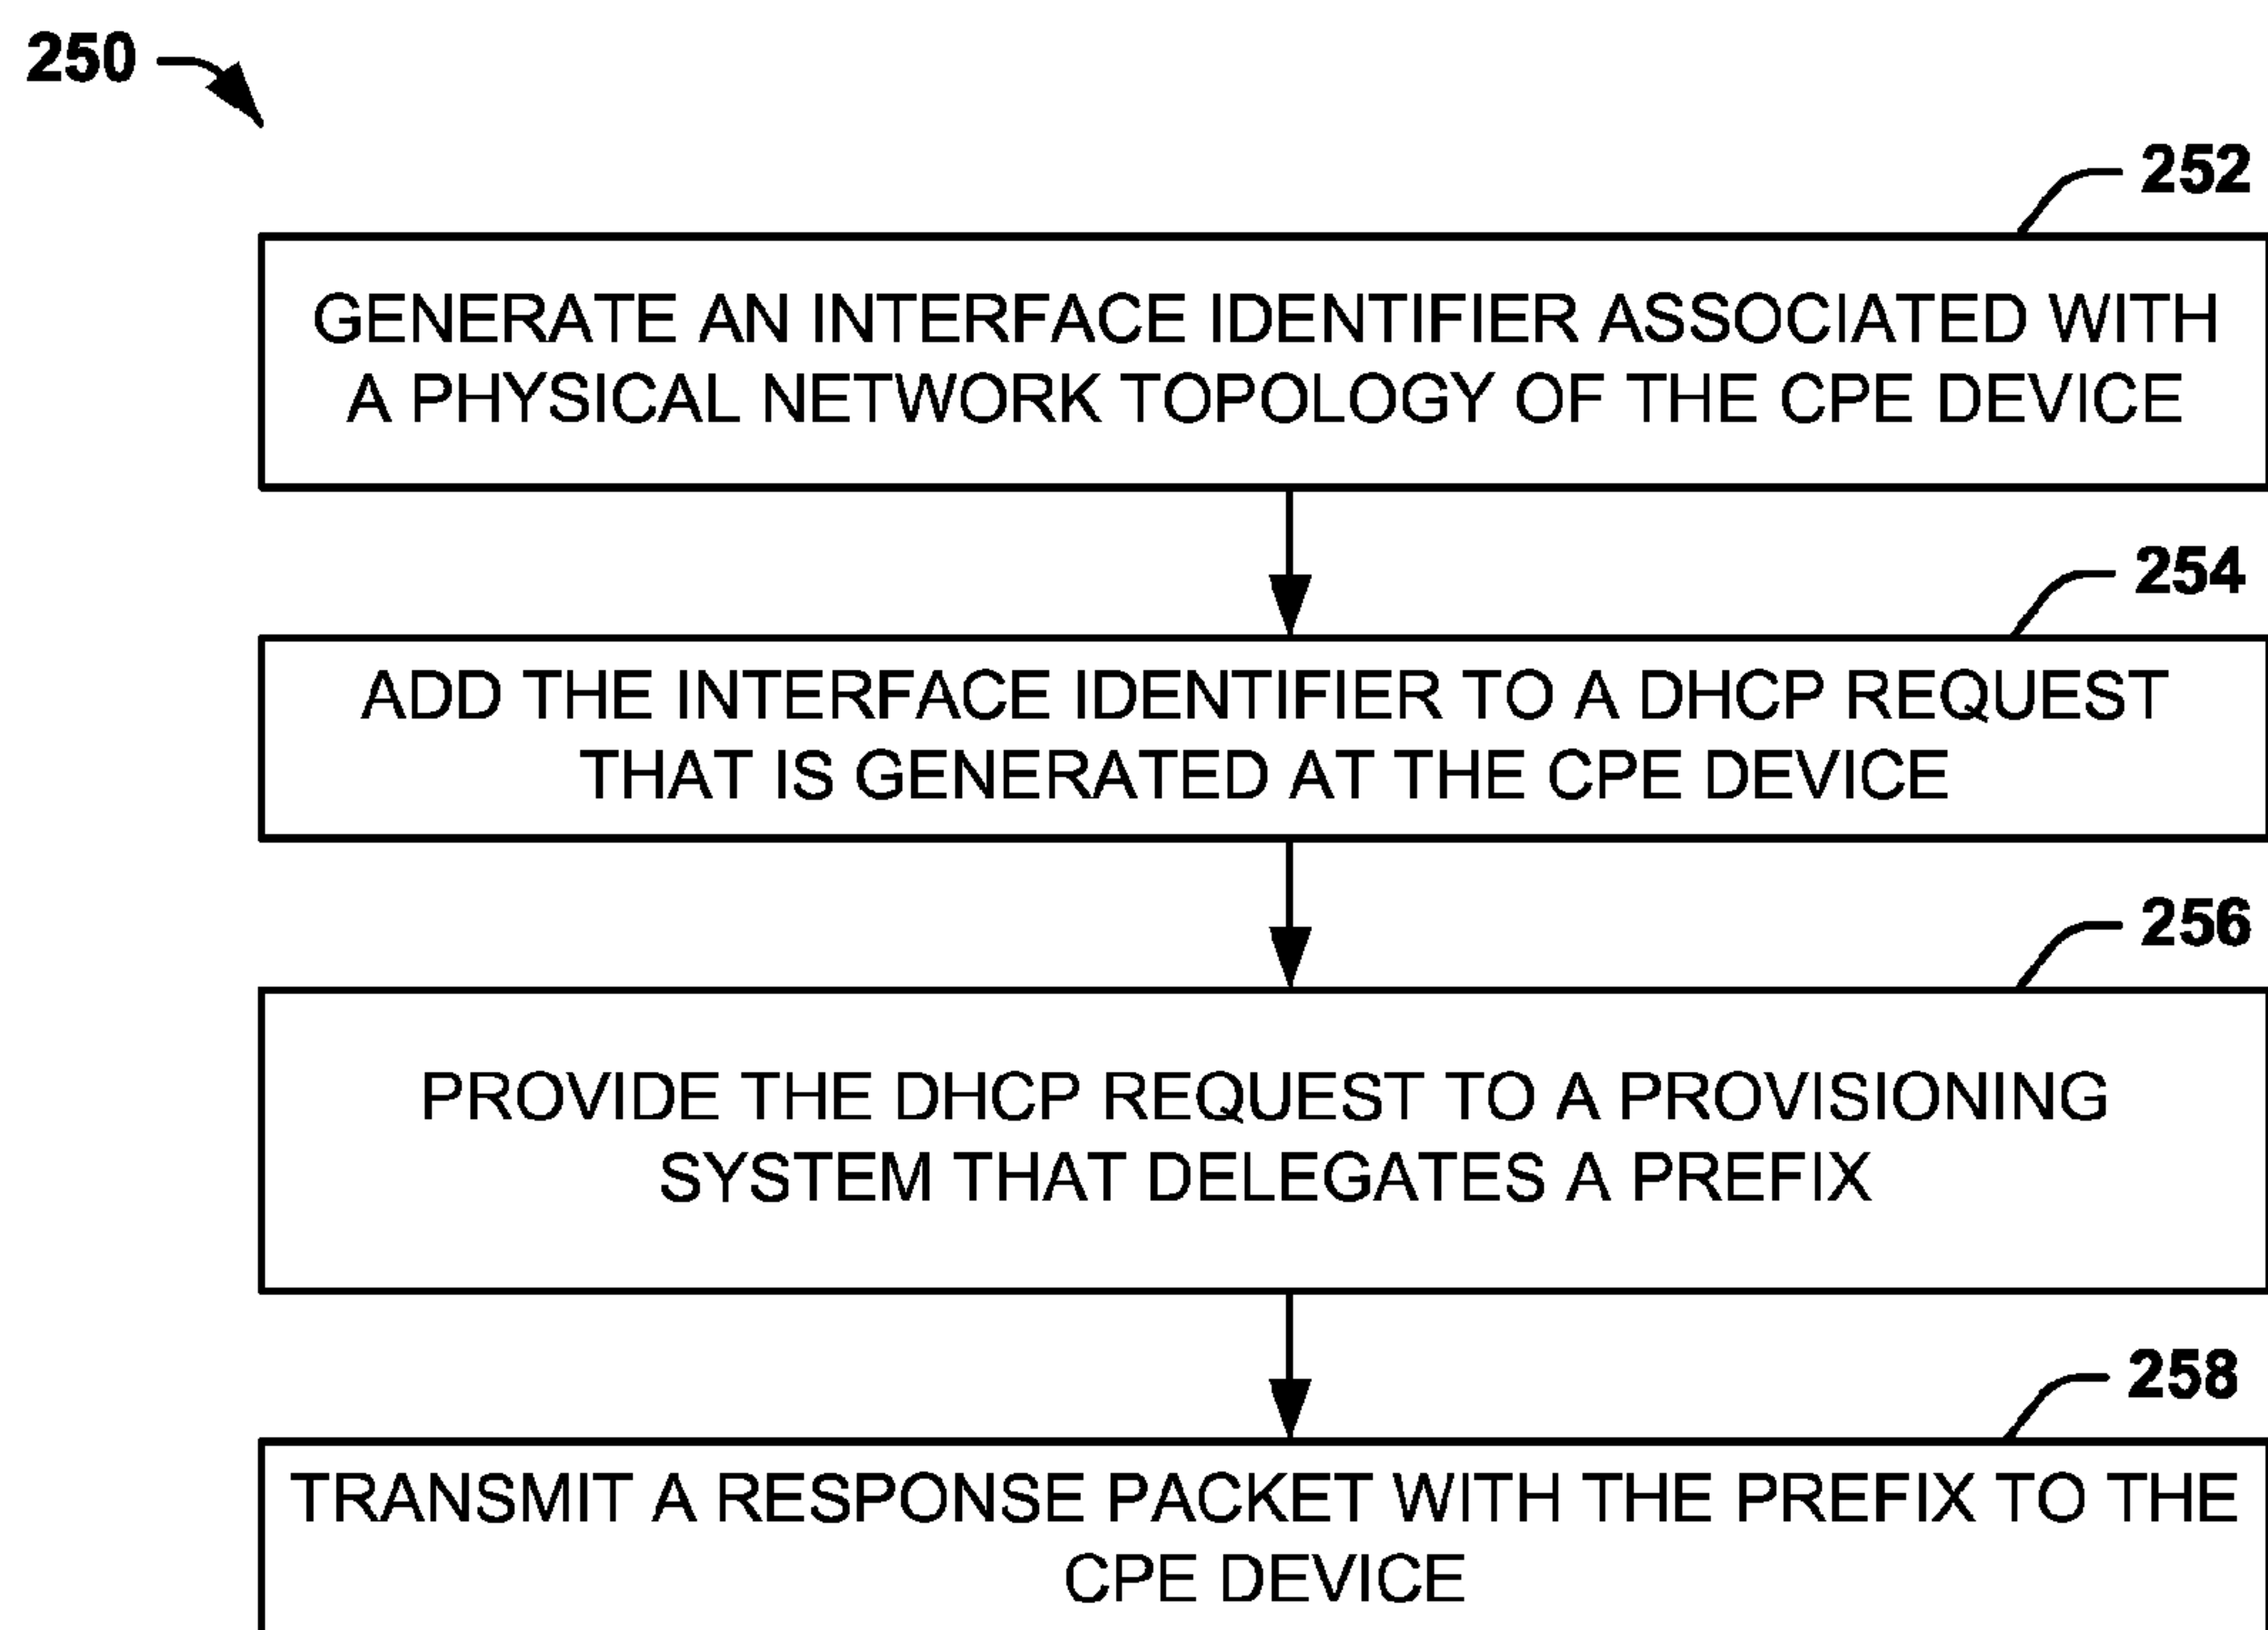 250
252
GENERATE AN INTERFACE IDENTIFIER ASSOCIATED WITH
A PHYSICAL NETWORK TOPOLOGY OF THE CPE DEVICE
254
ADD THE INTERFACE IDENTIFIER TO A DHCP REQUEST
THAT IS GENERATED AT THE CPE DEVICE
256
PROVIDE THE DHCP REQUEST TO A PROVISIONING
SYSTEM THAT DELEGATES A PREFIX
258
TRANSMIT A RESPONSE PACKET WITH THE PREFIX TO THE
CPE DEVICE